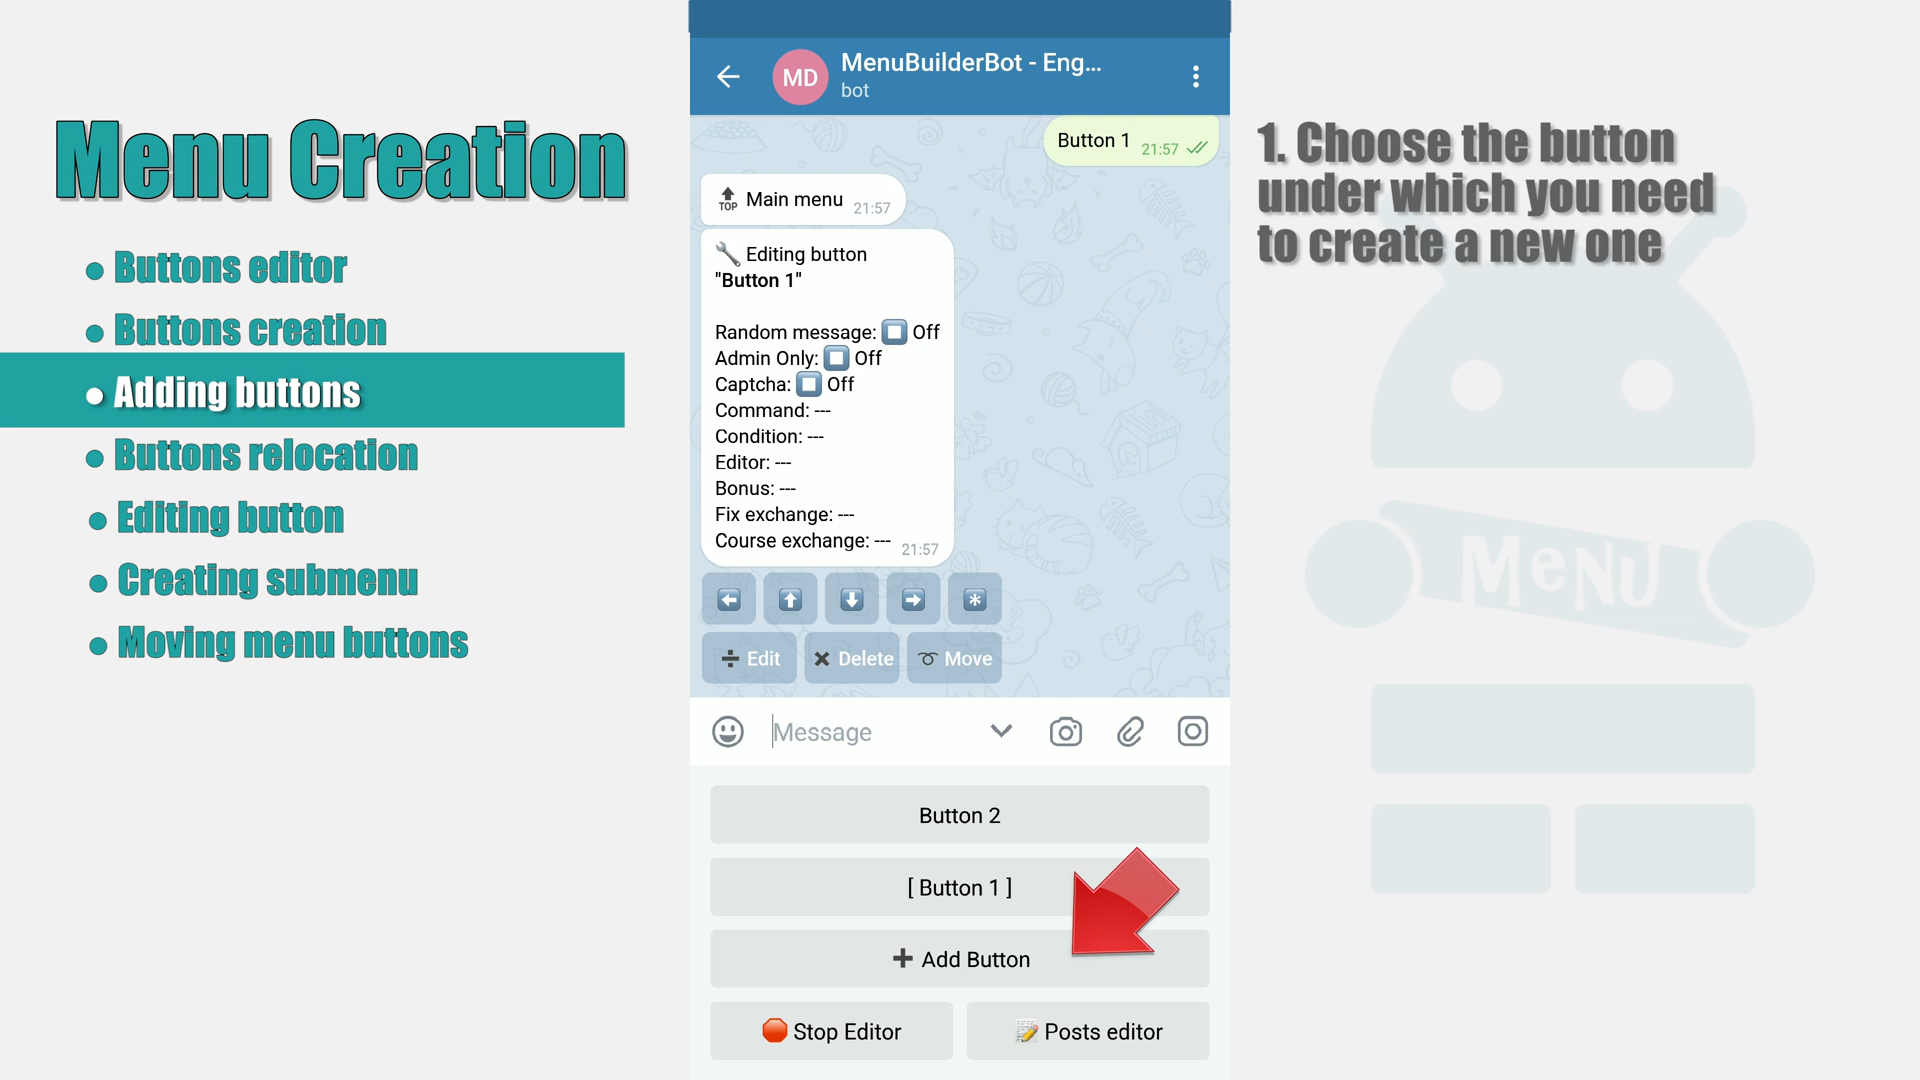 Menu Creation
• Buttons editor
• Buttons creation
• Adding buttons
• Buttons relocation
• Editing button
• Creating submenu
• Moving menu buttons
MD
MenuBuilderBot - Eng...
bot
Button 1 21:57
TOP Main menu 21:57
Editing button
"Button 1"
Random message: Off
Admin Only: Off
Captcha: Off
Command: ---
Condition: ---
Editor: ---
Bonus: ---
Fix exchange: ---
Course exchange: --- 21:57
Edit
Delete
Move
Message
Button 2
[ Button 1 ]
+ Add Button
Stop Editor
Posts editor
1. Choose the button
under which you need
to create a new one
MeNU